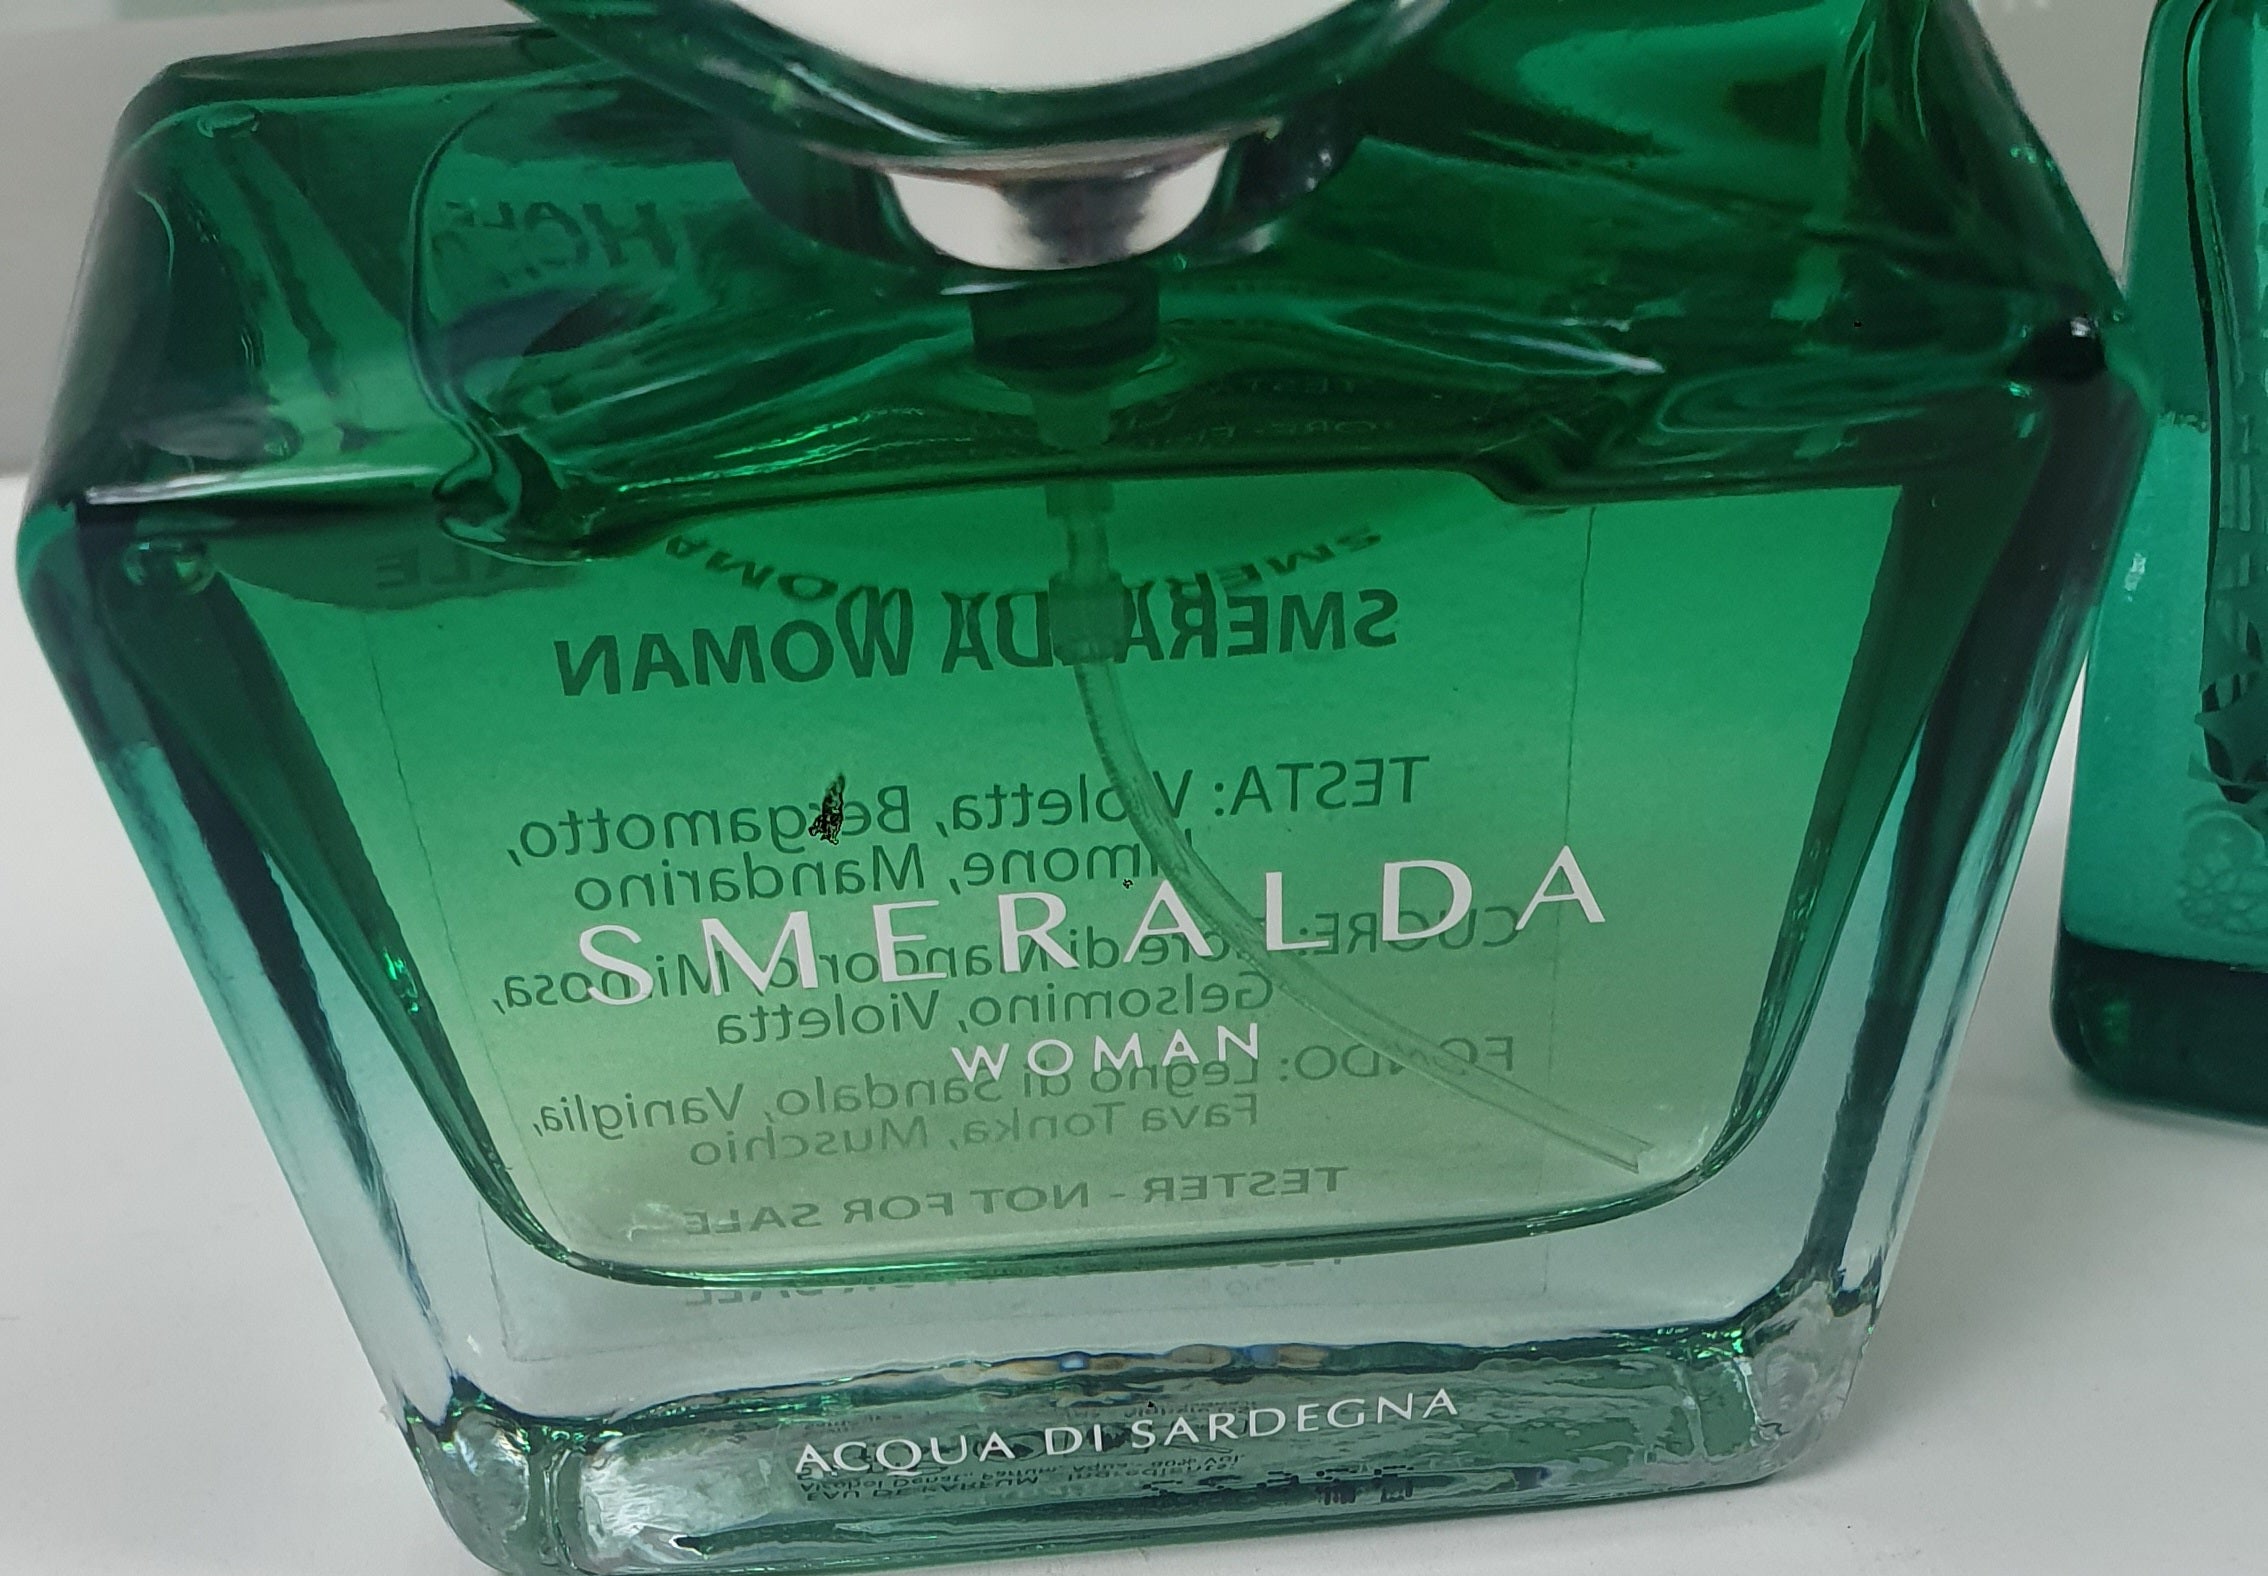 SMERALDA WOMAN
TESTA: Violetta, Bergamotto,
Limone, Mandarino
SMERALDA
CUORE: Fiore di Mandorlo, Mimosa,
Gelsomino, Violetta
WOMAN
FONDO: Legno di Sandalo, Vaniglia,
Fava Tonka, Muschio
TESTER - NOT FOR SALE
ACQUA DI SARDEGNA